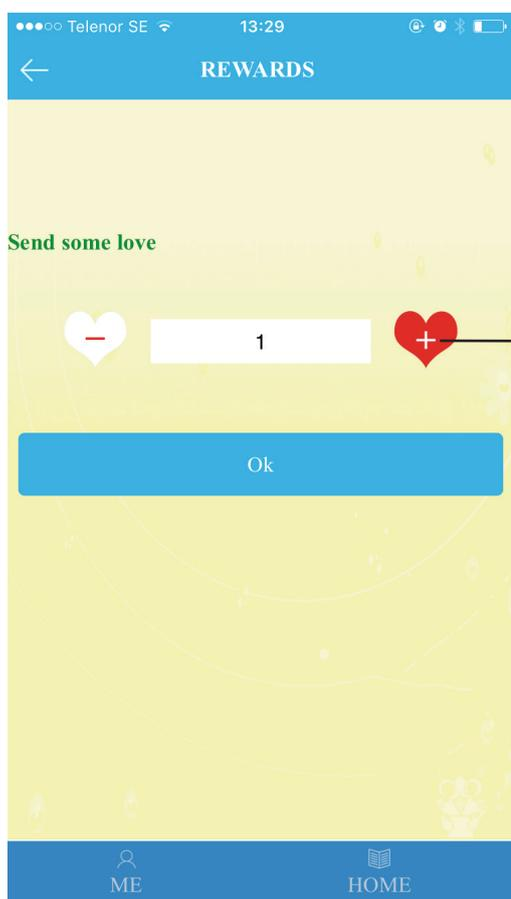 Telenor SE 13:29
REWARDS
Send some love
− 1 +
Ok
ME HOME